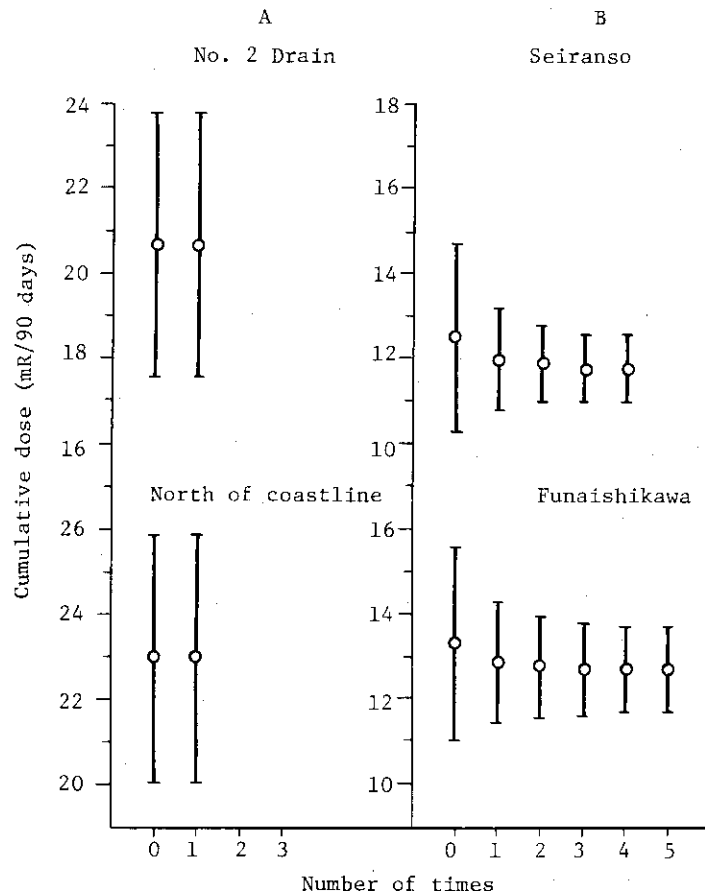 A
No. 2 Drain
24
22
20
18
16
North of coastline
26
24
22
20
0 1 2 3
B
Seiranso
18
16
14
12
10
Funaishikawa
16
14
12
10
0 1 2 3 4 5
Cumulative dose (mR/90 days)
Number of times